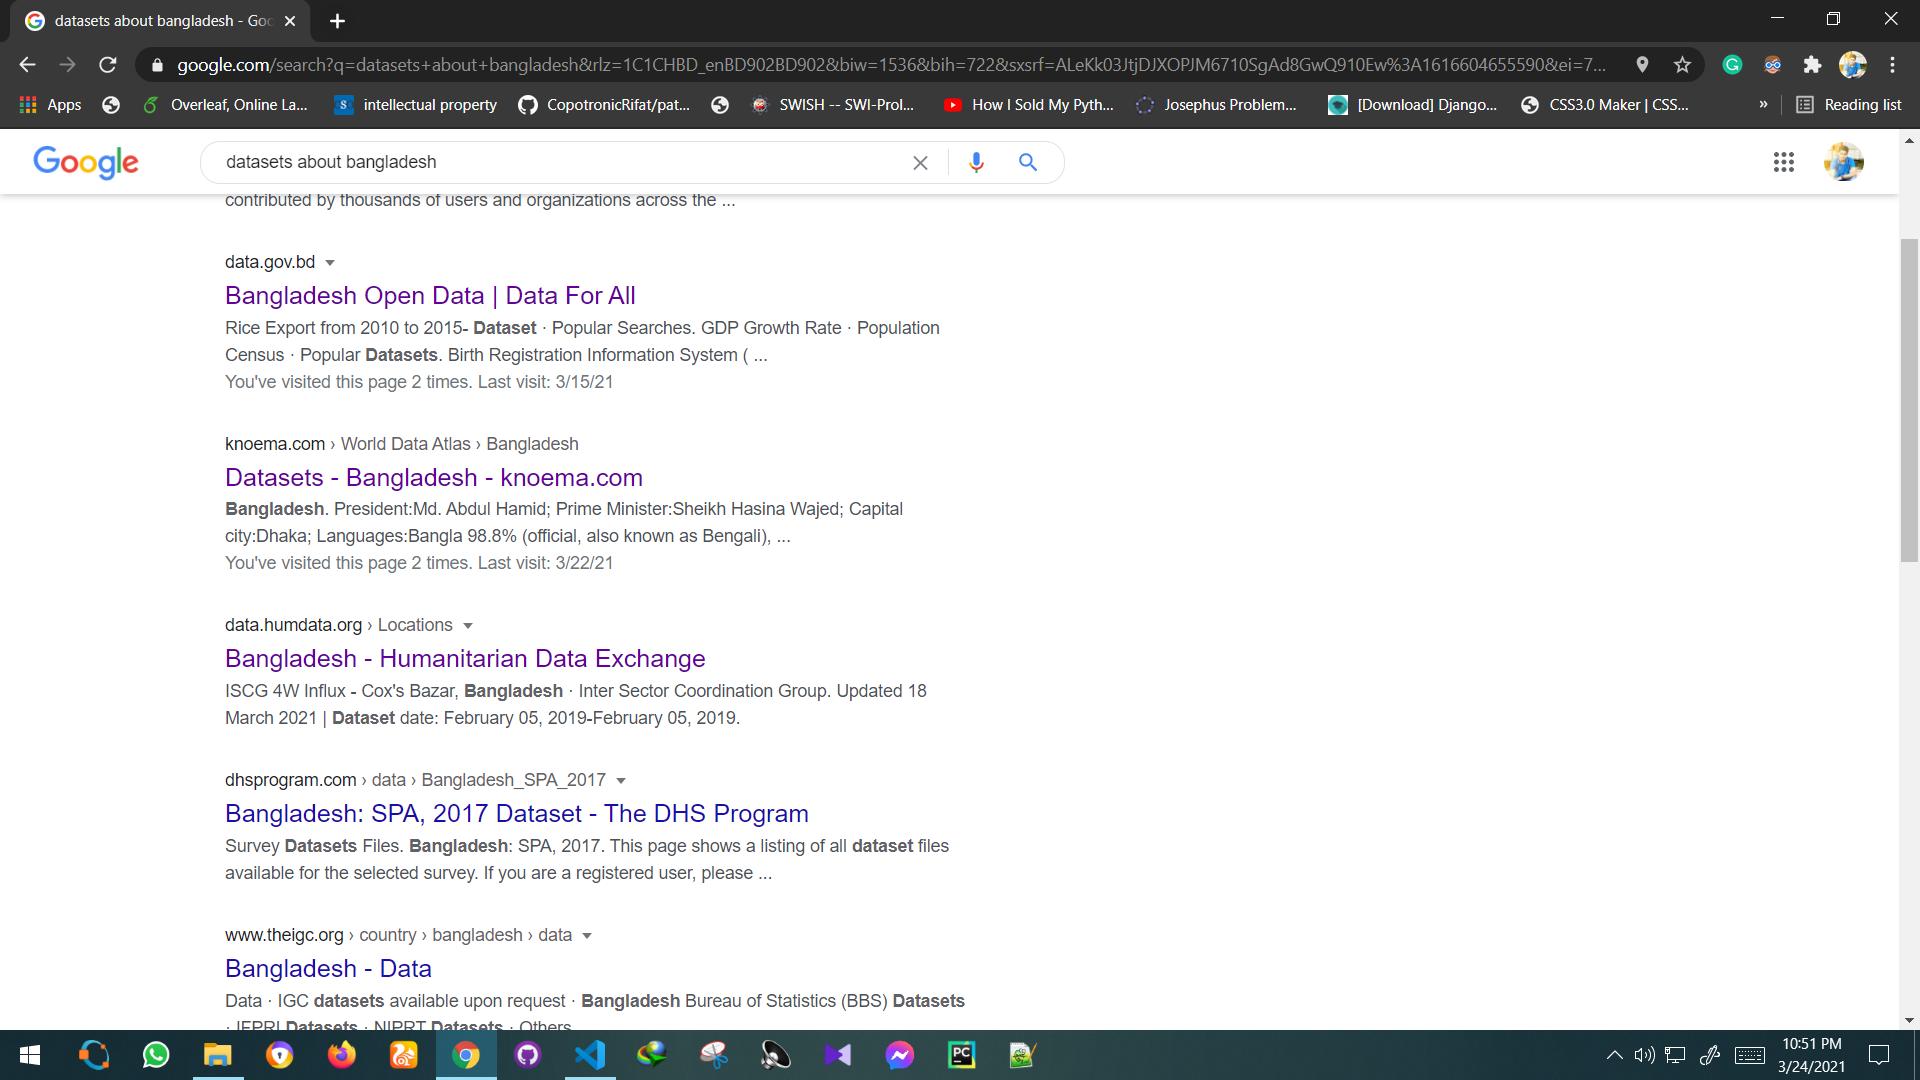 datasets about bangladesh - Goo
google.com/search?q=datasets+about+bangladesh&rlz=1C1CHBD_enBD902BD902&biw=1536&bih=722&sxsrf=ALeKk03JtjDJXOPJM6710SgAd8GwQ910Ew%3A1616604655590&ei=7...
Apps Overleaf, Online La... intellectual property CopotronicRifat/pat... SWISH -- SWI-Prol... How I Sold My Pyth... Josephus Problem... [Download] Django... CSS3.0 Maker | CSS... » Reading list
Google datasets about bangladesh
contributed by thousands of users and organizations across the ...
data.gov.bd
Bangladesh Open Data | Data For All
Rice Export from 2010 to 2015- Dataset · Popular Searches. GDP Growth Rate · Population
Census · Popular Datasets. Birth Registration Information System ( ...
You've visited this page 2 times. Last visit: 3/15/21
knoema.com › World Data Atlas › Bangladesh
Datasets - Bangladesh - knoema.com
Bangladesh. President:Md. Abdul Hamid; Prime Minister:Sheikh Hasina Wajed; Capital
city:Dhaka; Languages:Bangla 98.8% (official, also known as Bengali), ...
You've visited this page 2 times. Last visit: 3/22/21
data.humdata.org › Locations
Bangladesh - Humanitarian Data Exchange
ISCG 4W Influx - Cox's Bazar, Bangladesh · Inter Sector Coordination Group. Updated 18
March 2021 | Dataset date: February 05, 2019-February 05, 2019.
dhsprogram.com › data › Bangladesh_SPA_2017
Bangladesh: SPA, 2017 Dataset - The DHS Program
Survey Datasets Files. Bangladesh: SPA, 2017. This page shows a listing of all dataset files
available for the selected survey. If you are a registered user, please ...
www.theigc.org › country › bangladesh › data
Bangladesh - Data
Data · IGC datasets available upon request · Bangladesh Bureau of Statistics (BBS) Datasets
· IFPRI Datasets · NIPRT Datasets · Others
PC
10:51 PM
3/24/2021